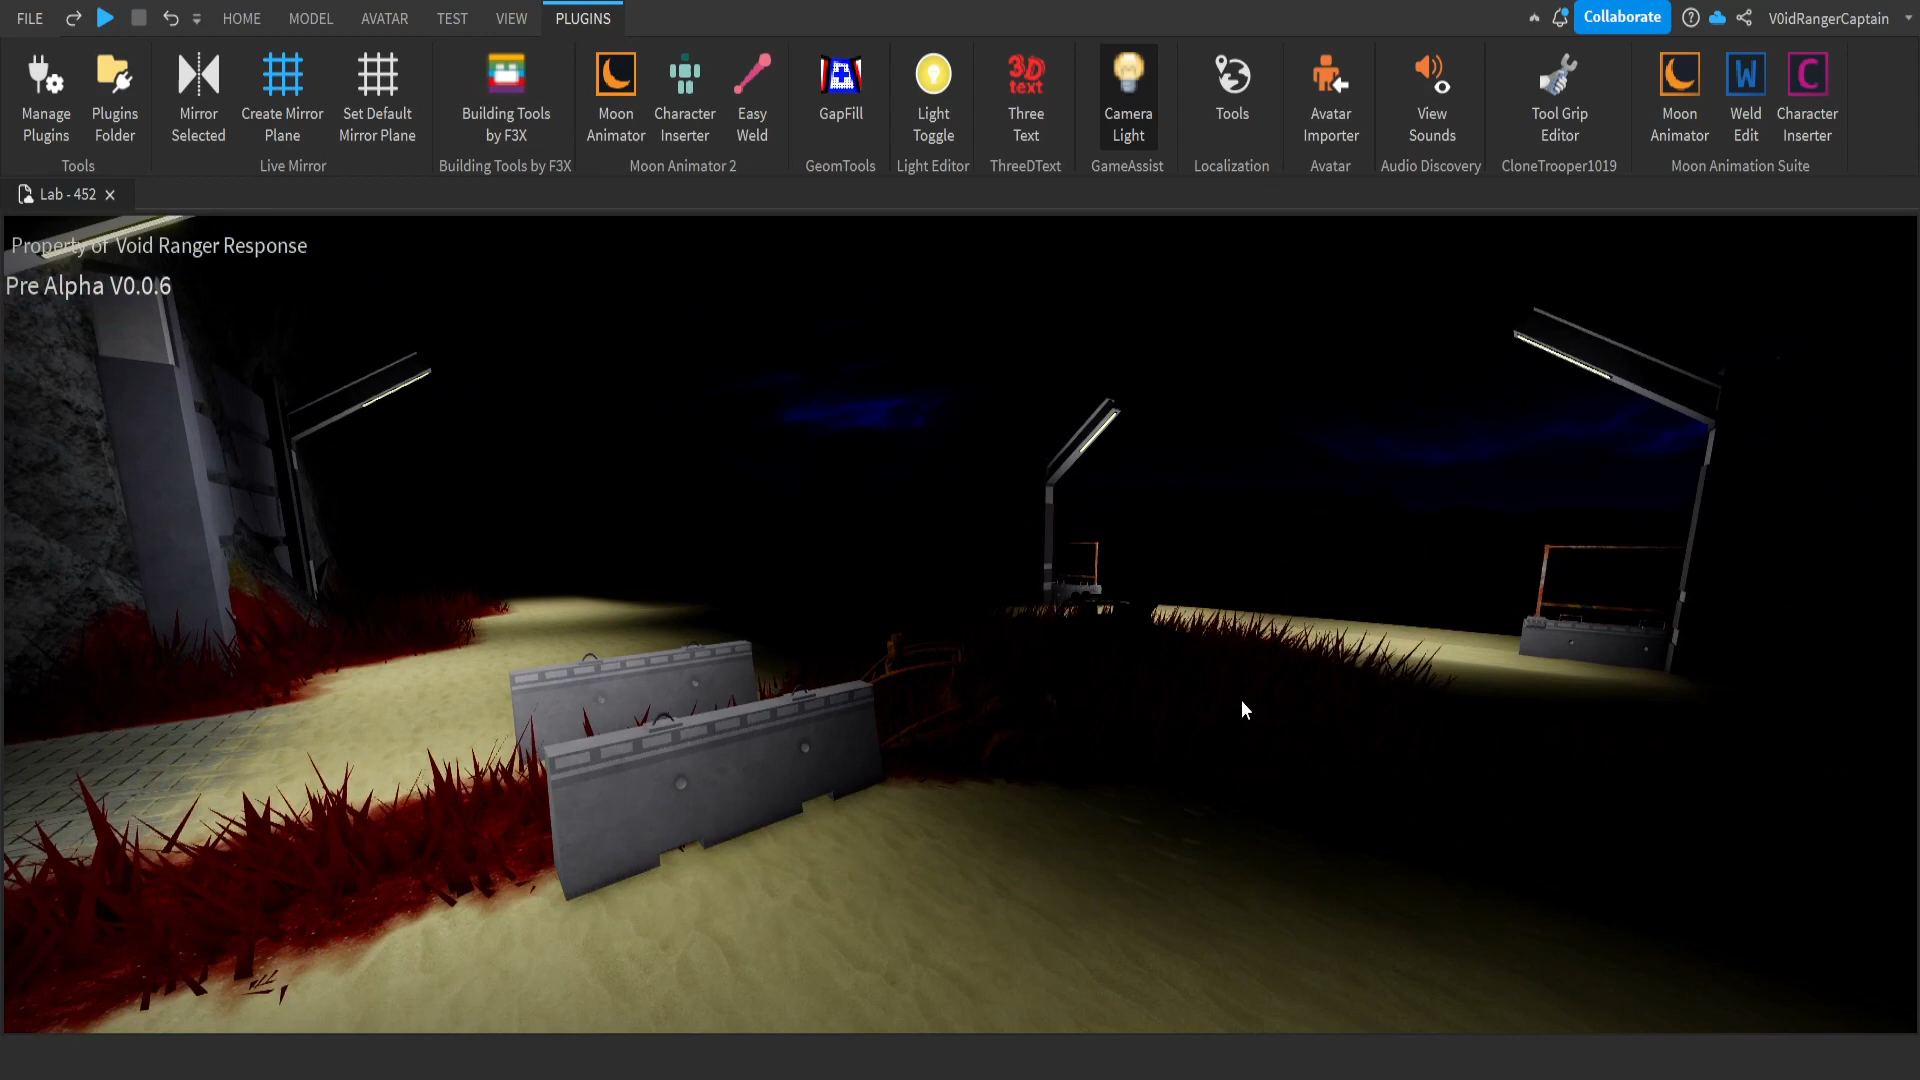 FILE HOME MODEL AVATAR TEST VIEW PLUGINS Collaborate V0idRangerCaptain
Manage Plugins
Plugins Folder
Tools
Mirror Selected
Create Mirror Plane
Set Default Mirror Plane
Live Mirror
Building Tools by F3X
Building Tools by F3X
Moon Animator
Character Inserter
Easy Weld
Moon Animator 2
GapFill
GeomTools
Light Toggle
Light Editor
3D text
Three Text
ThreeDText
Camera Light
GameAssist
Tools
Localization
Avatar Importer
Avatar
View Sounds
Audio Discovery
Tool Grip Editor
CloneTrooper1019
Moon Animator
W
Weld Edit
C
Character Inserter
Moon Animation Suite
Lab - 452
Property of Void Ranger Response
Pre Alpha V0.0.6